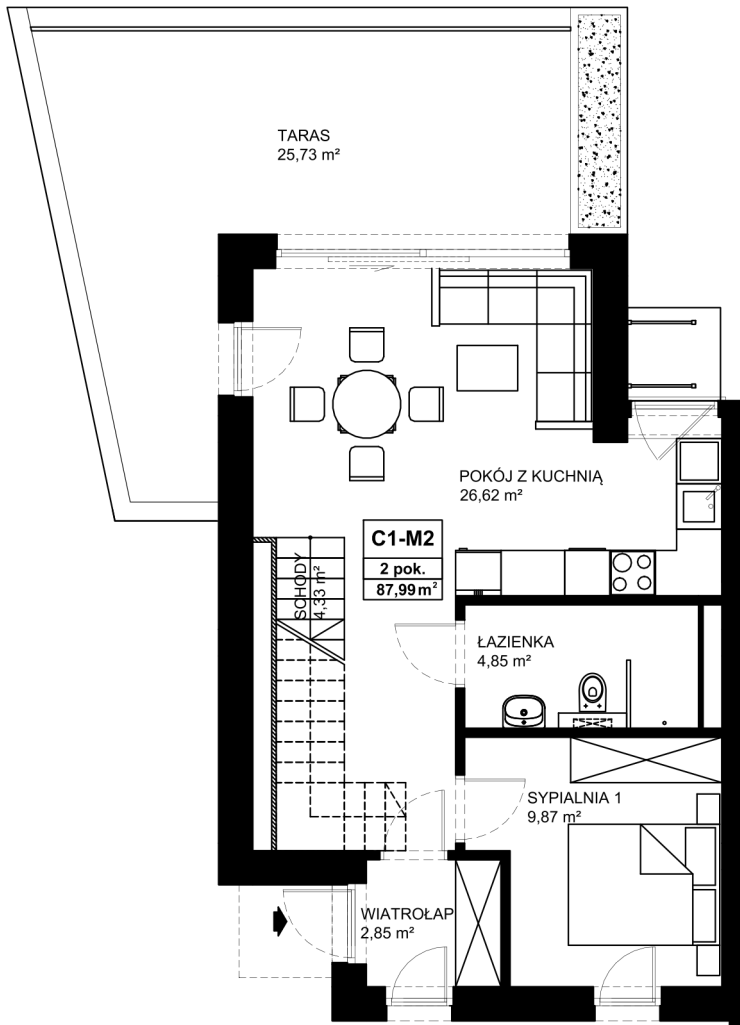 TARAS
25,73 m²
POKÓJ Z KUCHNIĄ
26,62 m²
C1-M2
2 pok.
87,99 m²
SCHODY
4,33 m²
ŁAZIENKA
4,85 m²
SYPIALNIA 1
9,87 m²
WIATROŁAP
2,85 m²